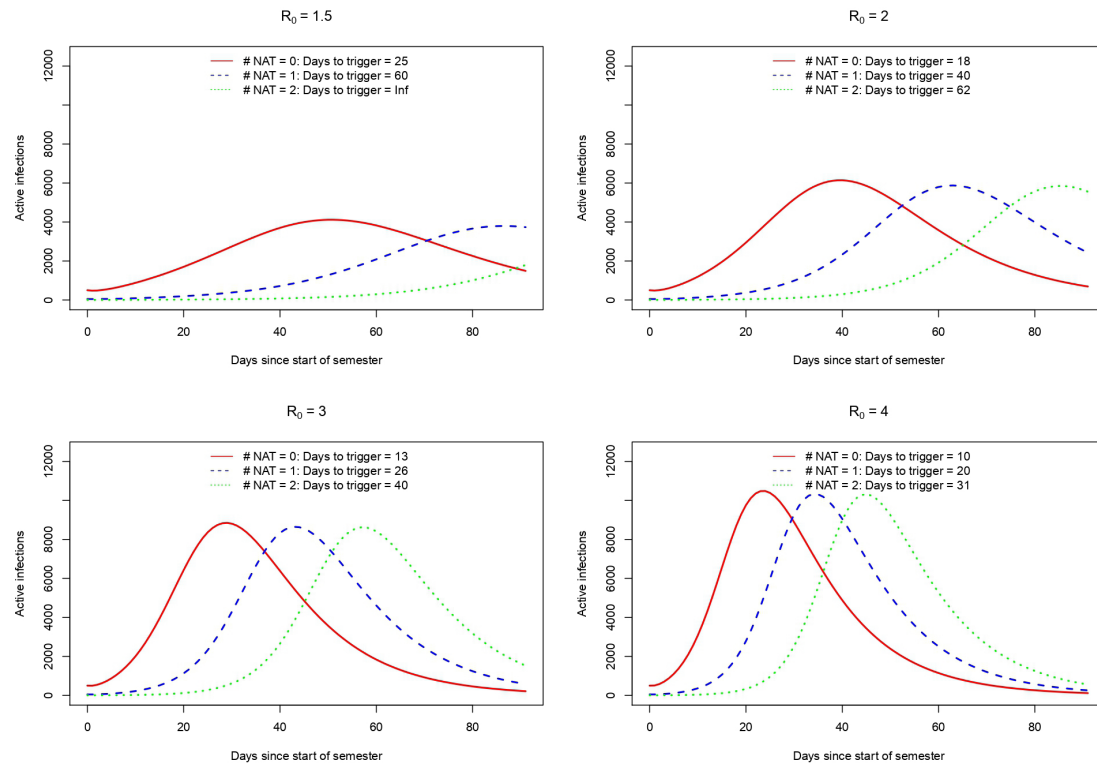 R₀ = 1.5
# NAT = 0: Days to trigger = 25
# NAT = 1: Days to trigger = 60
# NAT = 2: Days to trigger = Inf
Active infections
0 2000 4000 6000 8000 12000
0 20 40 60 80
Days since start of semester
R₀ = 2
# NAT = 0: Days to trigger = 18
# NAT = 1: Days to trigger = 40
# NAT = 2: Days to trigger = 62
Active infections
0 2000 4000 6000 8000 12000
0 20 40 60 80
Days since start of semester
R₀ = 3
# NAT = 0: Days to trigger = 13
# NAT = 1: Days to trigger = 26
# NAT = 2: Days to trigger = 40
Active infections
0 2000 4000 6000 8000 12000
0 20 40 60 80
Days since start of semester
R₀ = 4
# NAT = 0: Days to trigger = 10
# NAT = 1: Days to trigger = 20
# NAT = 2: Days to trigger = 31
Active infections
0 2000 4000 6000 8000 12000
0 20 40 60 80
Days since start of semester